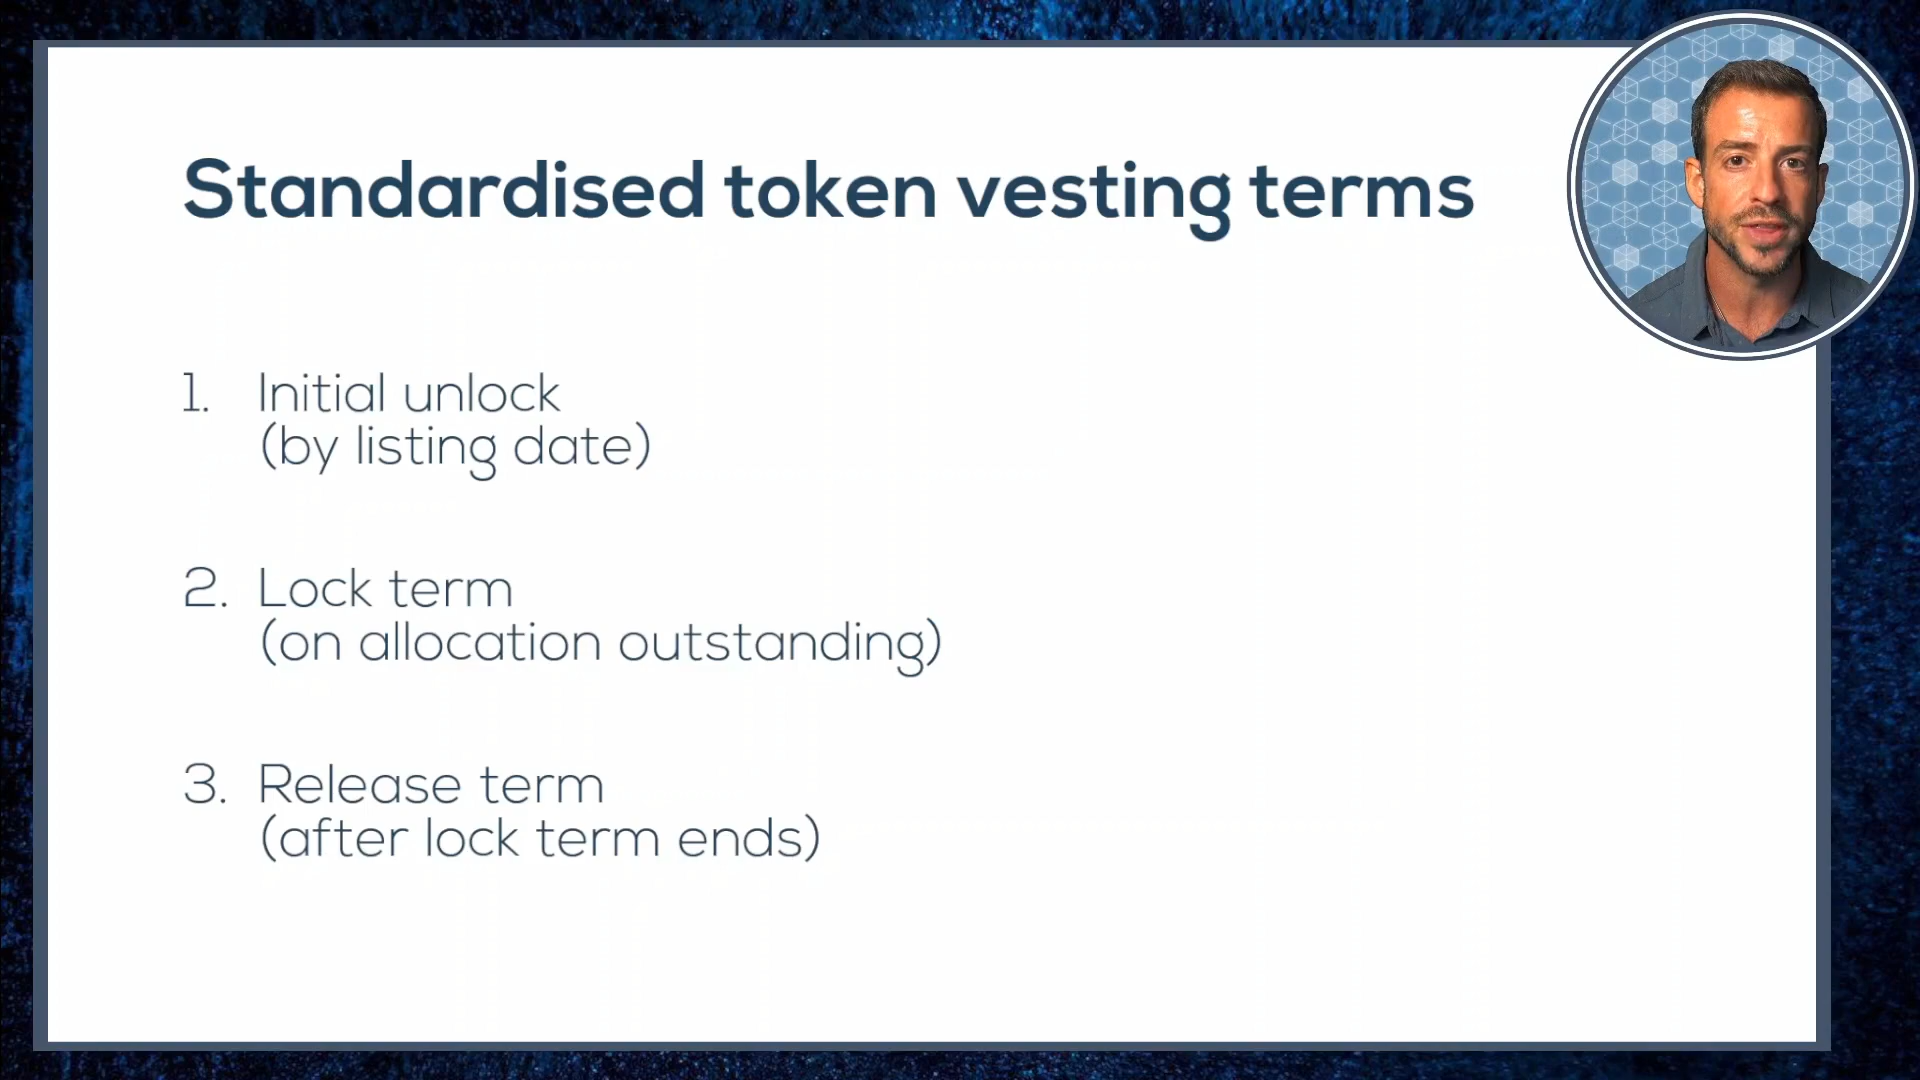 Standardised token vesting terms
1. Initial unlock
(by listing date)
2. Lock term
(on allocation outstanding)
3. Release term
(after lock term ends)